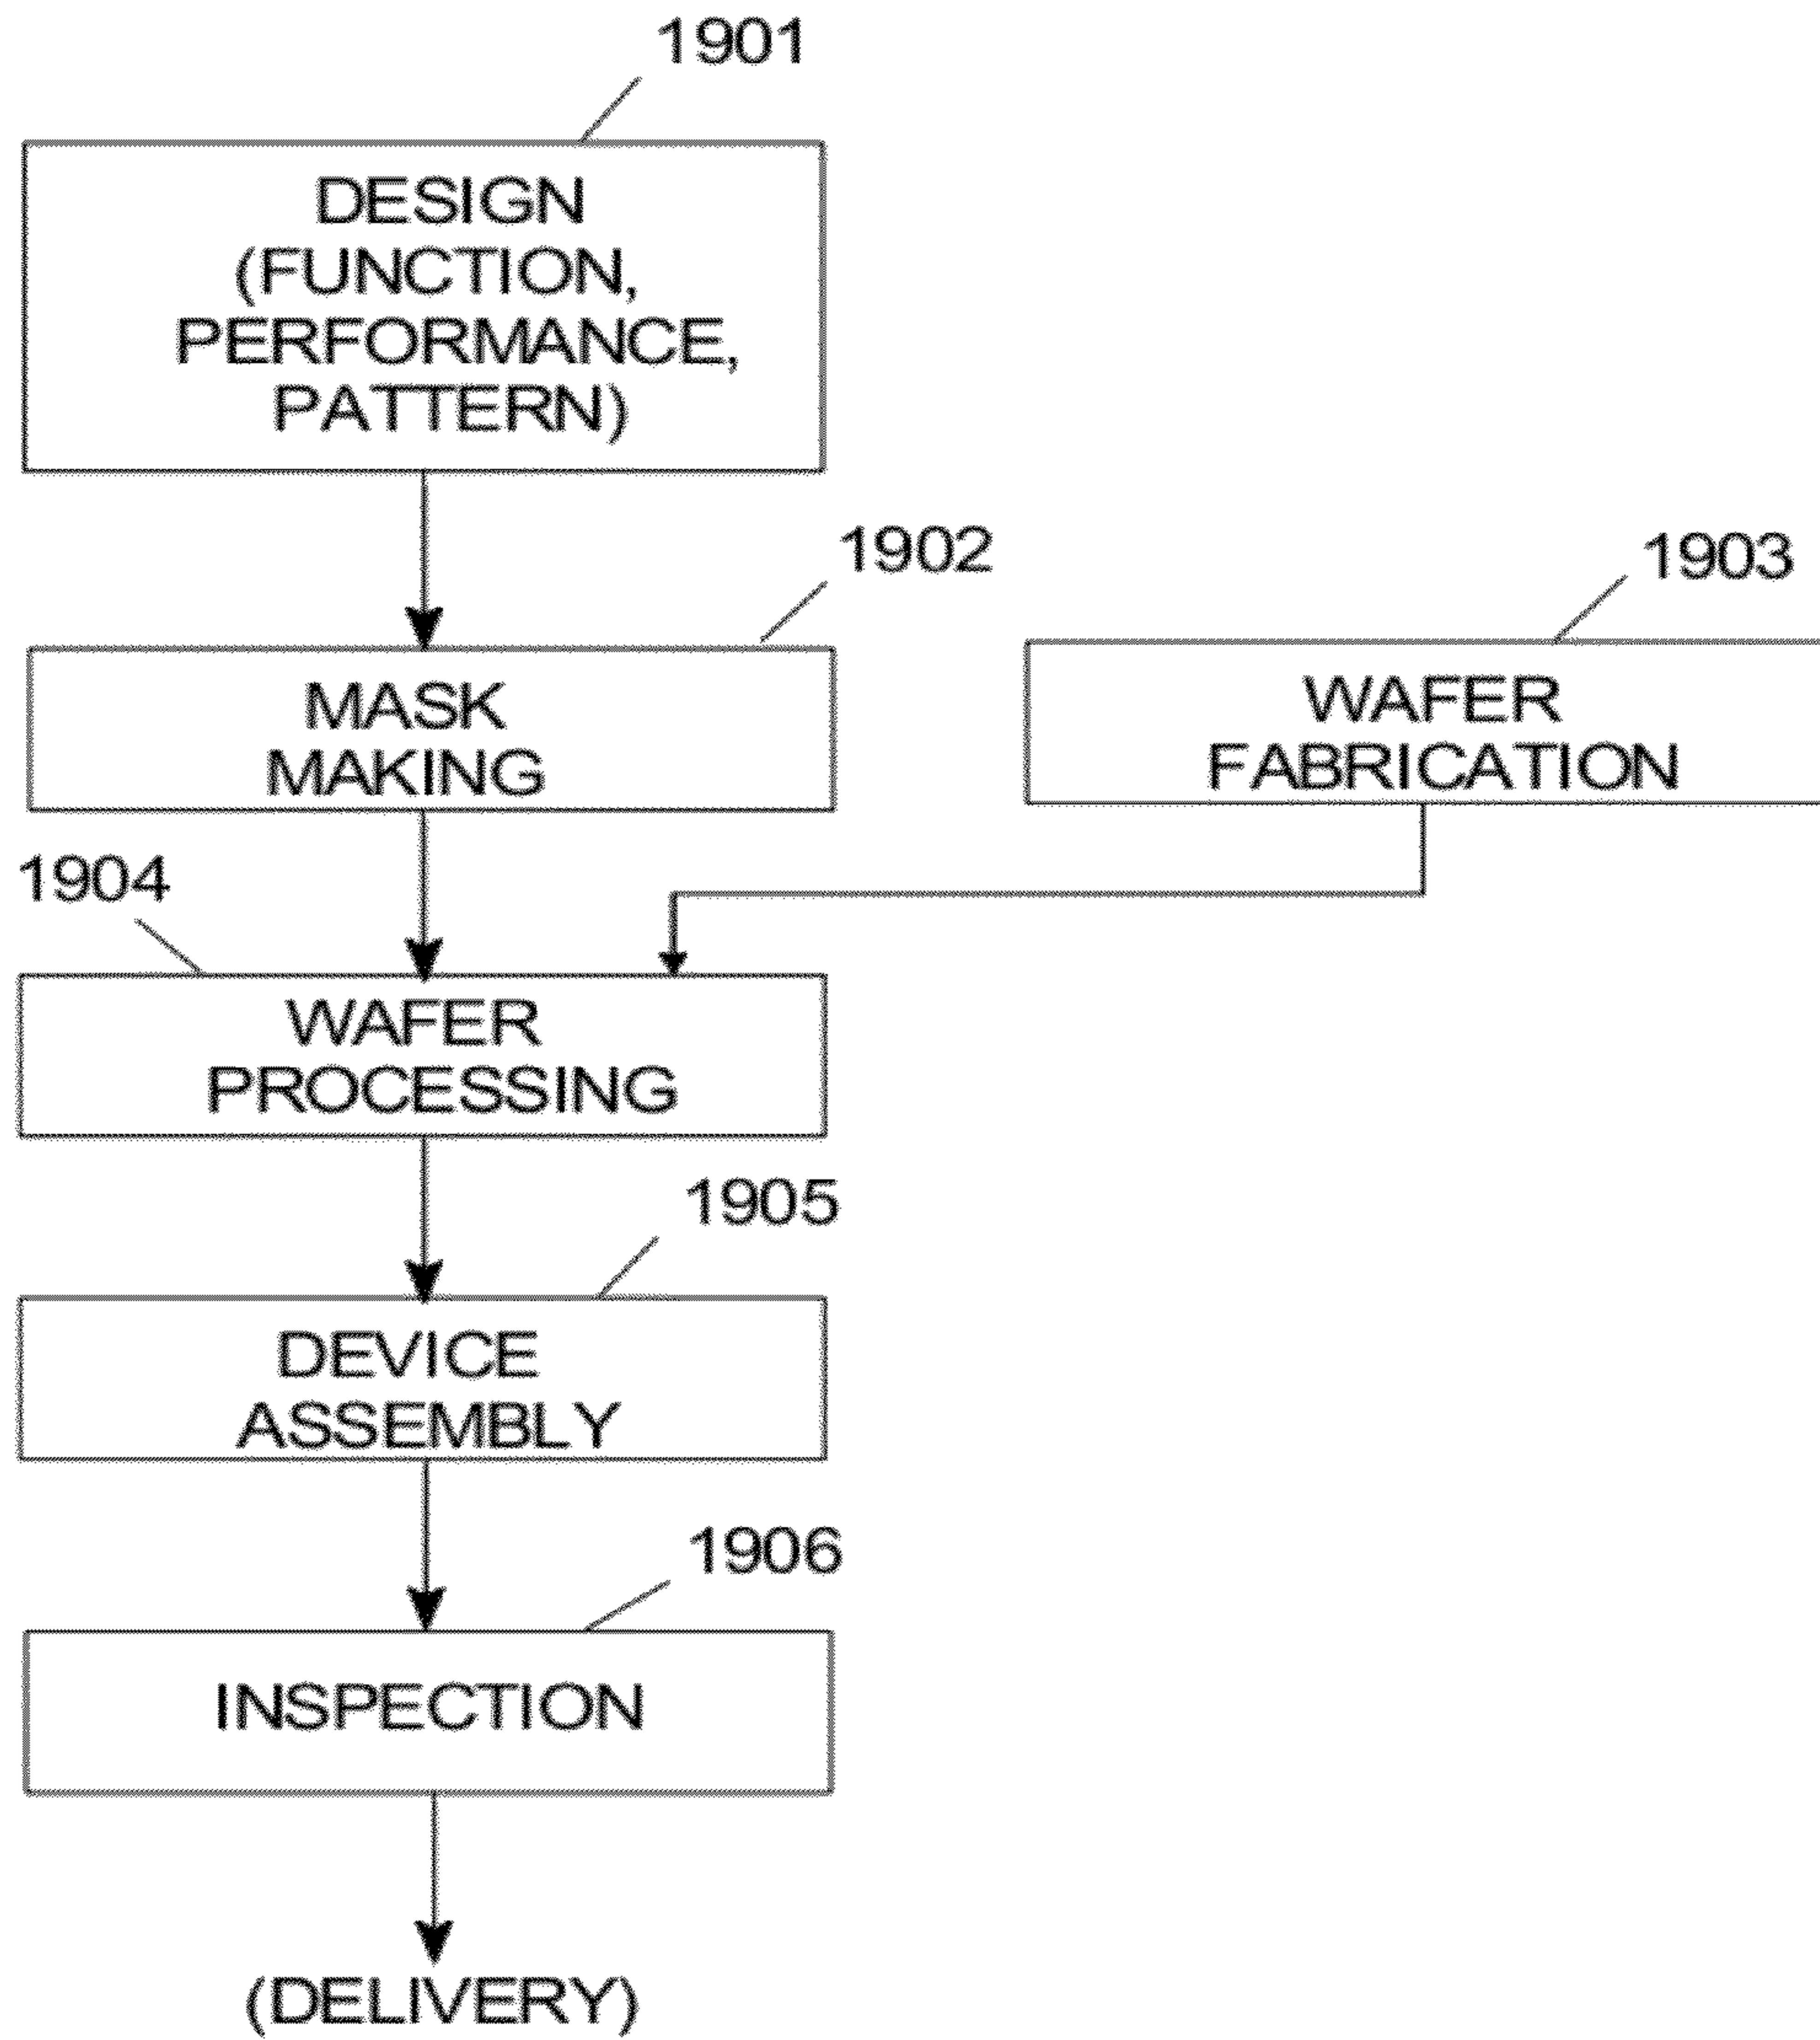 1901
DESIGN
(FUNCTION,
PERFORMANCE,
PATTERN)
1902
MASK
MAKING
1903
WAFER
FABRICATION
1904
WAFER
PROCESSING
1905
DEVICE
ASSEMBLY
1906
INSPECTION
(DELIVERY)